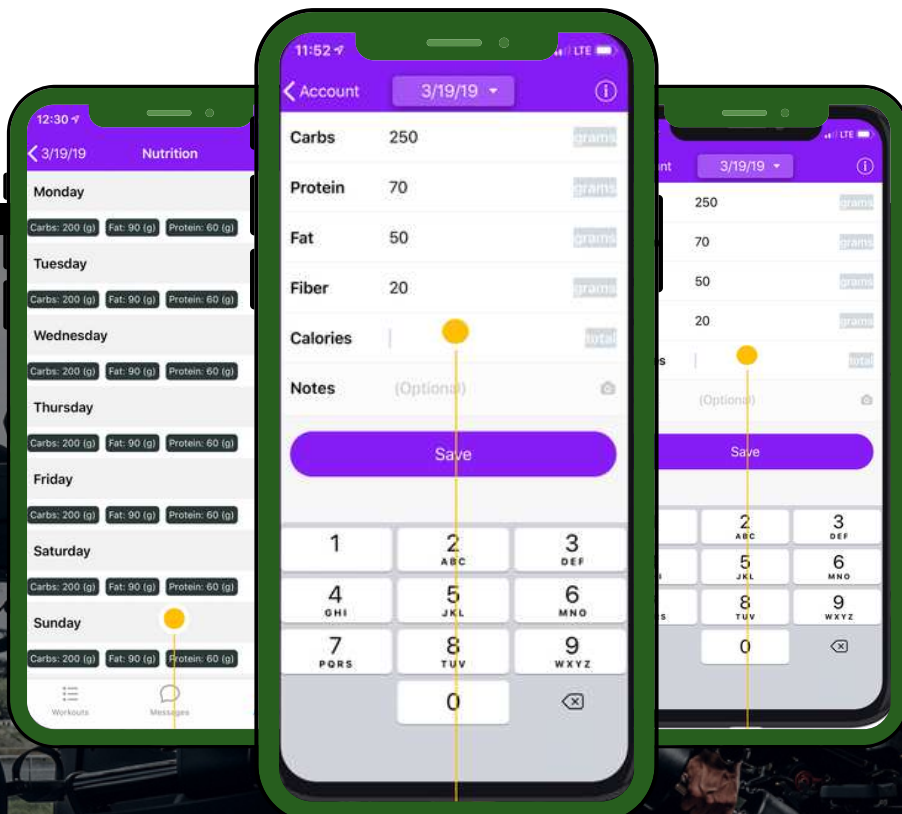 12:30
3/19/19 Nutrition
Monday
Carbs: 200 (g) Fat: 90 (g) Protein: 60 (g)
Tuesday
Carbs: 200 (g) Fat: 90 (g) Protein: 60 (g)
Wednesday
Carbs: 200 (g) Fat: 90 (g) Protein: 60 (g)
Thursday
Carbs: 200 (g) Fat: 90 (g) Protein: 60 (g)
Friday
Carbs: 200 (g) Fat: 90 (g) Protein: 60 (g)
Saturday
Carbs: 200 (g) Fat: 90 (g) Protein: 60 (g)
Sunday
Carbs: 200 (g) Fat: 90 (g) Protein: 60 (g)
Workouts Messages
11:52 LTE
Account 3/19/19
Carbs 250 grams
Protein 70 grams
Fat 50 grams
Fiber 20 grams
Calories total
Notes (Optional)
Save
1 2 ABC 3 DEF
4 GHI 5 JKL 6 MNO
7 PQRS 8 TUV 9 WXYZ
0
LTE
nt 3/19/19
250 grams
70 grams
50 grams
20 grams
s total
(Optional)
Save
2 ABC 3 DEF
5 JKL 6 MNO
S 8 TUV 9 WXYZ
0